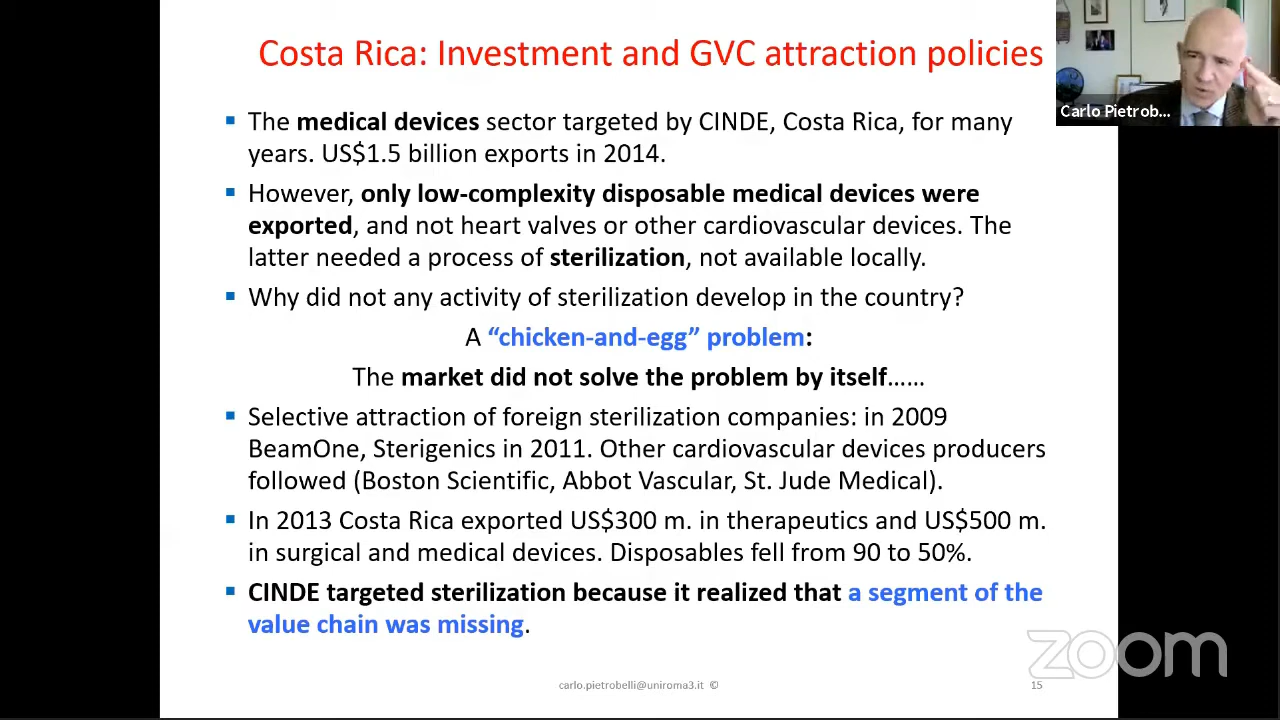 Costa Rica: Investment and GVC attraction policies
Carlo Pietrob...
▪ The medical devices sector targeted by CINDE, Costa Rica, for many
years. US$1.5 billion exports in 2014.
▪ However, only low-complexity disposable medical devices were
exported, and not heart valves or other cardiovascular devices. The
latter needed a process of sterilization, not available locally.
▪ Why did not any activity of sterilization develop in the country?
A “chicken-and-egg” problem:
The market did not solve the problem by itself......
▪ Selective attraction of foreign sterilization companies: in 2009
BeamOne, Sterigenics in 2011. Other cardiovascular devices producers
followed (Boston Scientific, Abbot Vascular, St. Jude Medical).
▪ In 2013 Costa Rica exported US$300 m. in therapeutics and US$500 m.
in surgical and medical devices. Disposables fell from 90 to 50%.
▪ CINDE targeted sterilization because it realized that a segment of the
value chain was missing.
zoom
carlo.pietrobelli@uniroma3.it ©
15